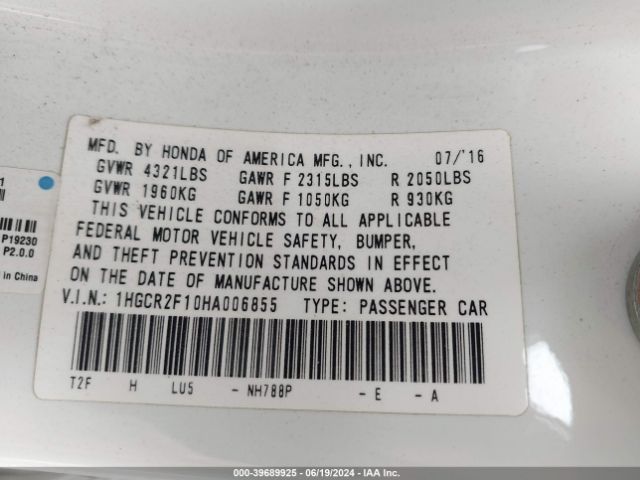 MFD. BY HONDA OF AMERICA MFG., INC. 07/'16
GVWR 4321LBS GAWR F 2315LBS R 2050LBS
GVWR 1960KG GAWR F 1050KG R 930KG
THIS VEHICLE CONFORMS TO ALL APPLICABLE
FEDERAL MOTOR VEHICLE SAFETY, BUMPER,
AND THEFT PREVENTION STANDARDS IN EFFECT
ON THE DATE OF MANUFACTURE SHOWN ABOVE.
V.I.N.: 1HGCR2F10HA006855 TYPE: PASSENGER CAR
T2F H LU5 - NH788P - E - A
1
P19230
P2.0.0
in China
000-39689925 - 06/19/2024 - IAA Inc.